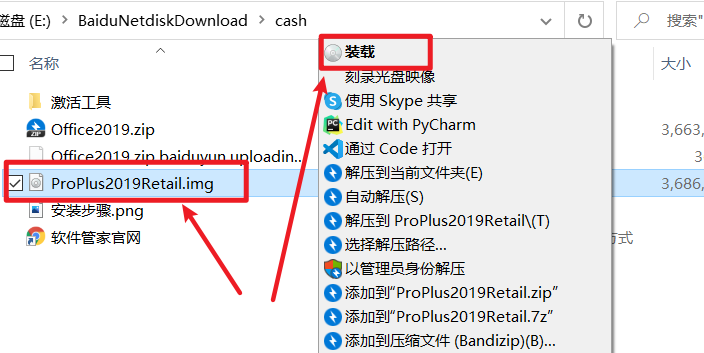 磁盘 (E:) › BaiduNetdiskDownload › cash
搜索"
名称
大小
装载
刻录光盘映像
激活工具
使用 Skype 共享
Office2019.zip
Edit with PyCharm
3,663,
Office2019.zip.baiduyun.uploadin...
通过 Code 打开
3
ProPlus2019Retail.img
解压到当前文件夹(E)
3,686,
自动解压(S)
安装步骤.png
解压到 ProPlus2019Retail\(T)
软件管家官网
选择解压路径...
方式
以管理员身份解压
添加到“ProPlus2019Retail.zip”
添加到“ProPlus2019Retail.7z”
添加到压缩文件 (Bandizip)(B)...